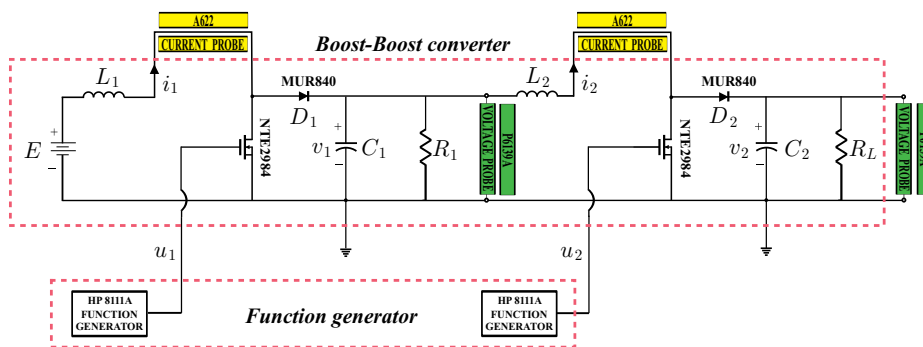 A622
CURRENT PROBE
Boost-Boost converter
A622
CURRENT PROBE
L1
i1
MUR840
D1
L2
i2
MUR840
D2
E
+
−
NTE2984
v1
+
−
C1
R1
VOLTAGE PROBE
P6139A
NTE2984
v2
+
−
C2
RL
VOLTAGE PROBE
u1
u2
HP 8111A
FUNCTION
GENERATOR
Function generator
HP 8111A
FUNCTION
GENERATOR